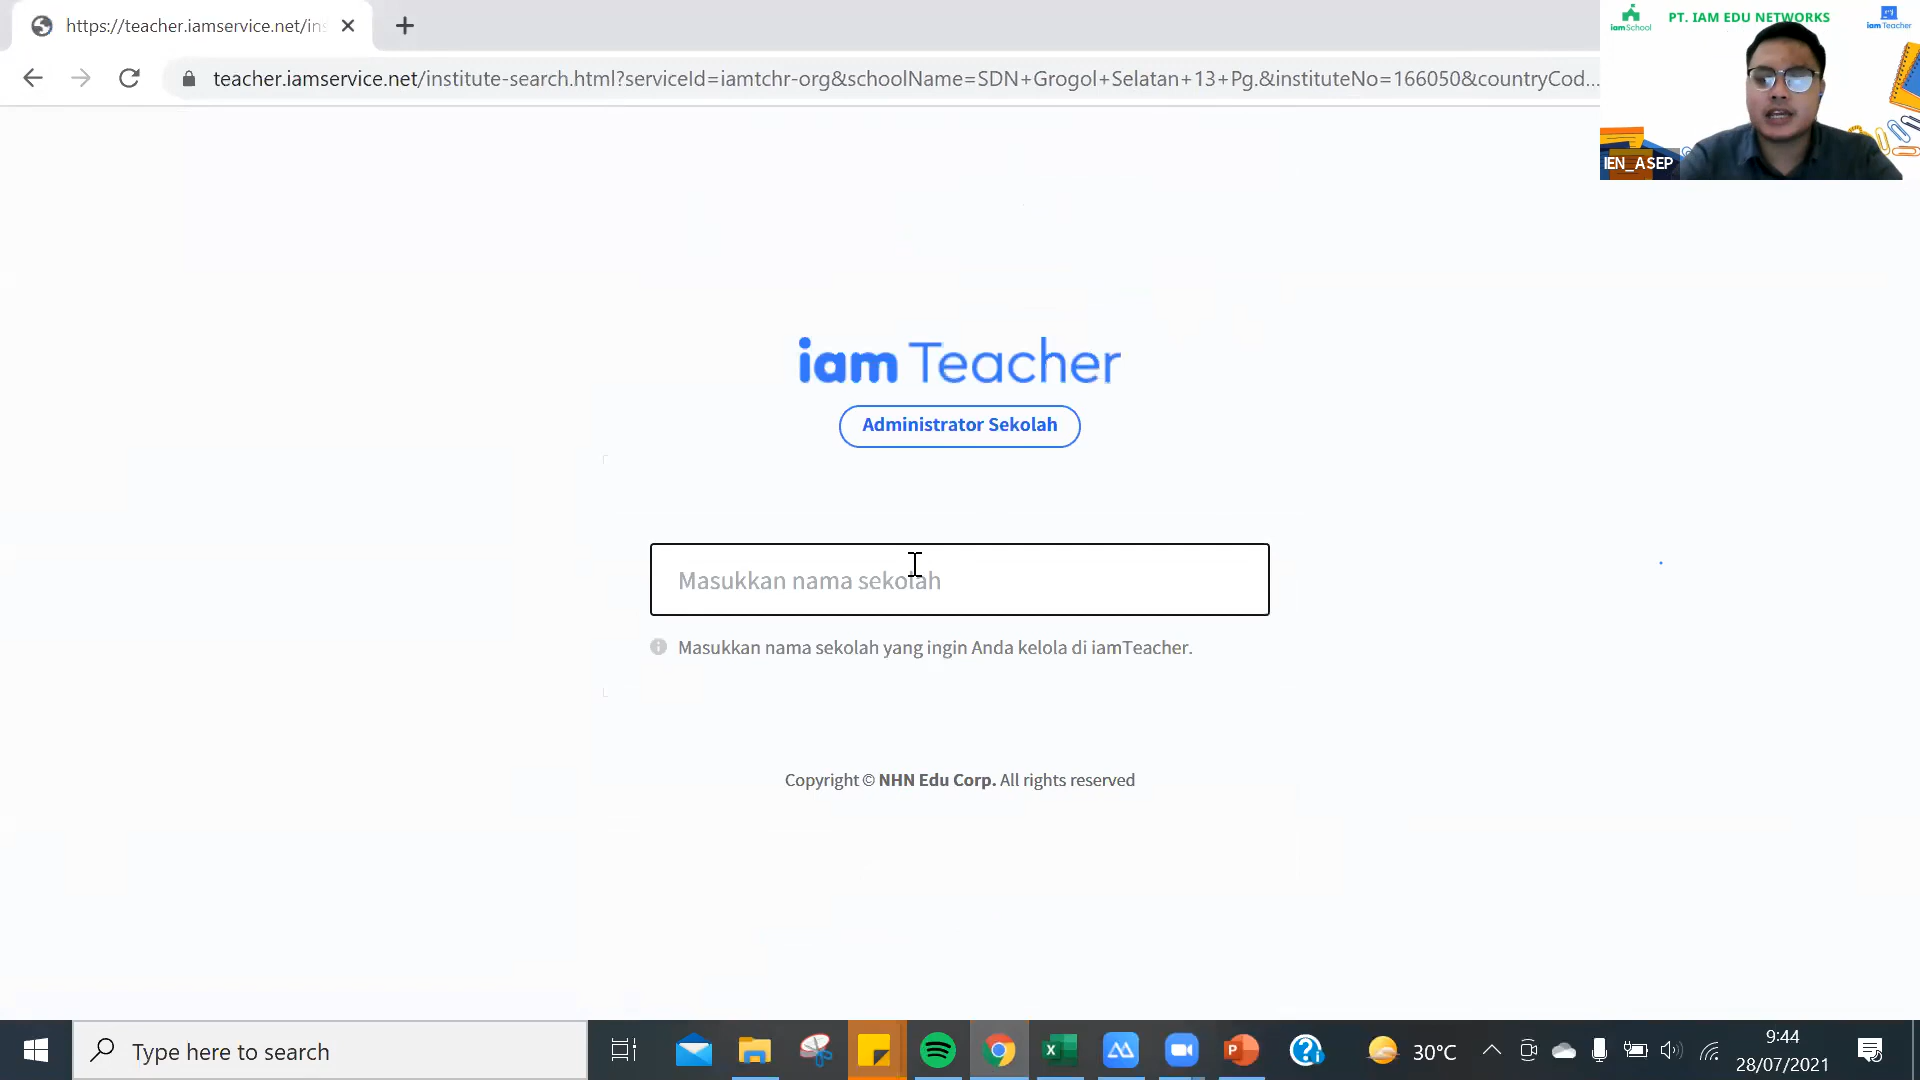 https://teacher.iamservice.net/ins
teacher.iamservice.net/institute-search.html?serviceId=iamtchr-org&schoolName=SDN+Grogol+Selatan+13+Pg.&instituteNo=166050&countryCod...
iamSchool
PT. IAM EDU NETWORKS
iamTeacher
IEN_ASEP
iam Teacher
Administrator Sekolah
Masukkan nama sekolah
Masukkan nama sekolah yang ingin Anda kelola di iamTeacher.
Copyright © NHN Edu Corp. All rights reserved
Type here to search
30°C
9:44
28/07/2021